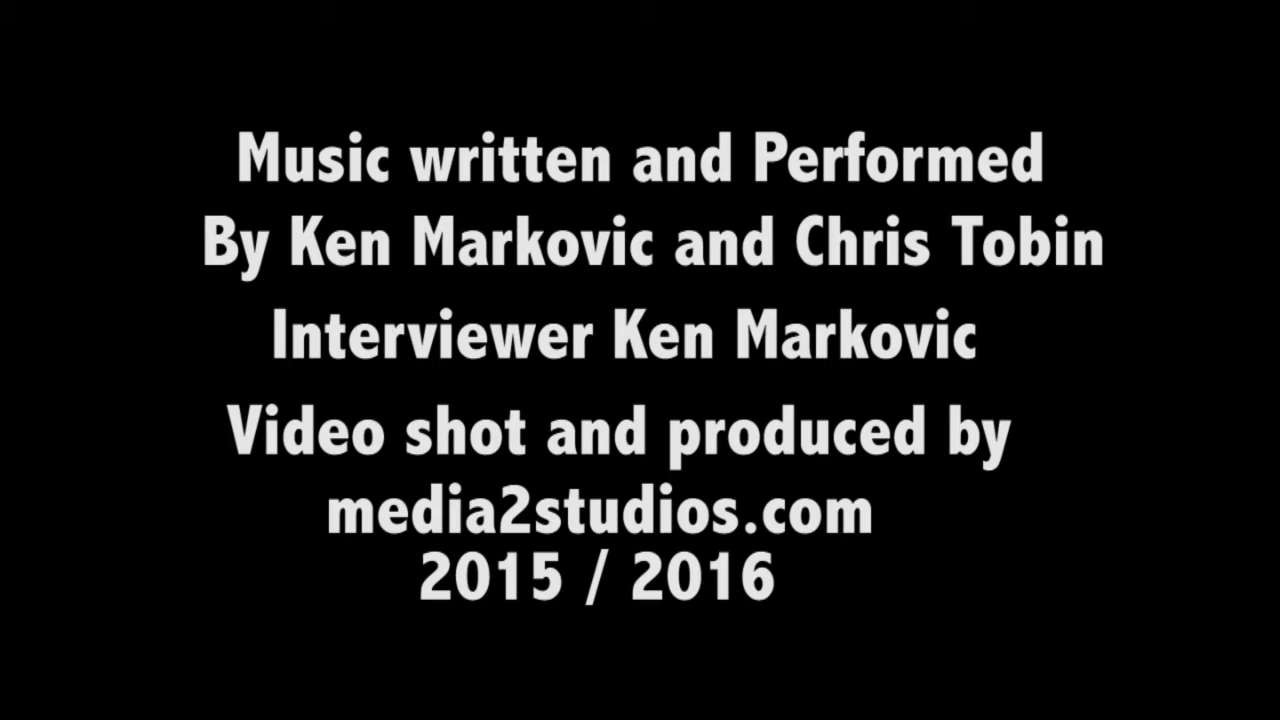 Music written and Performed
By Ken Markovic and Chris Tobin
Interviewer Ken Markovic
Video shot and produced by
media2studios.com
2015 / 2016